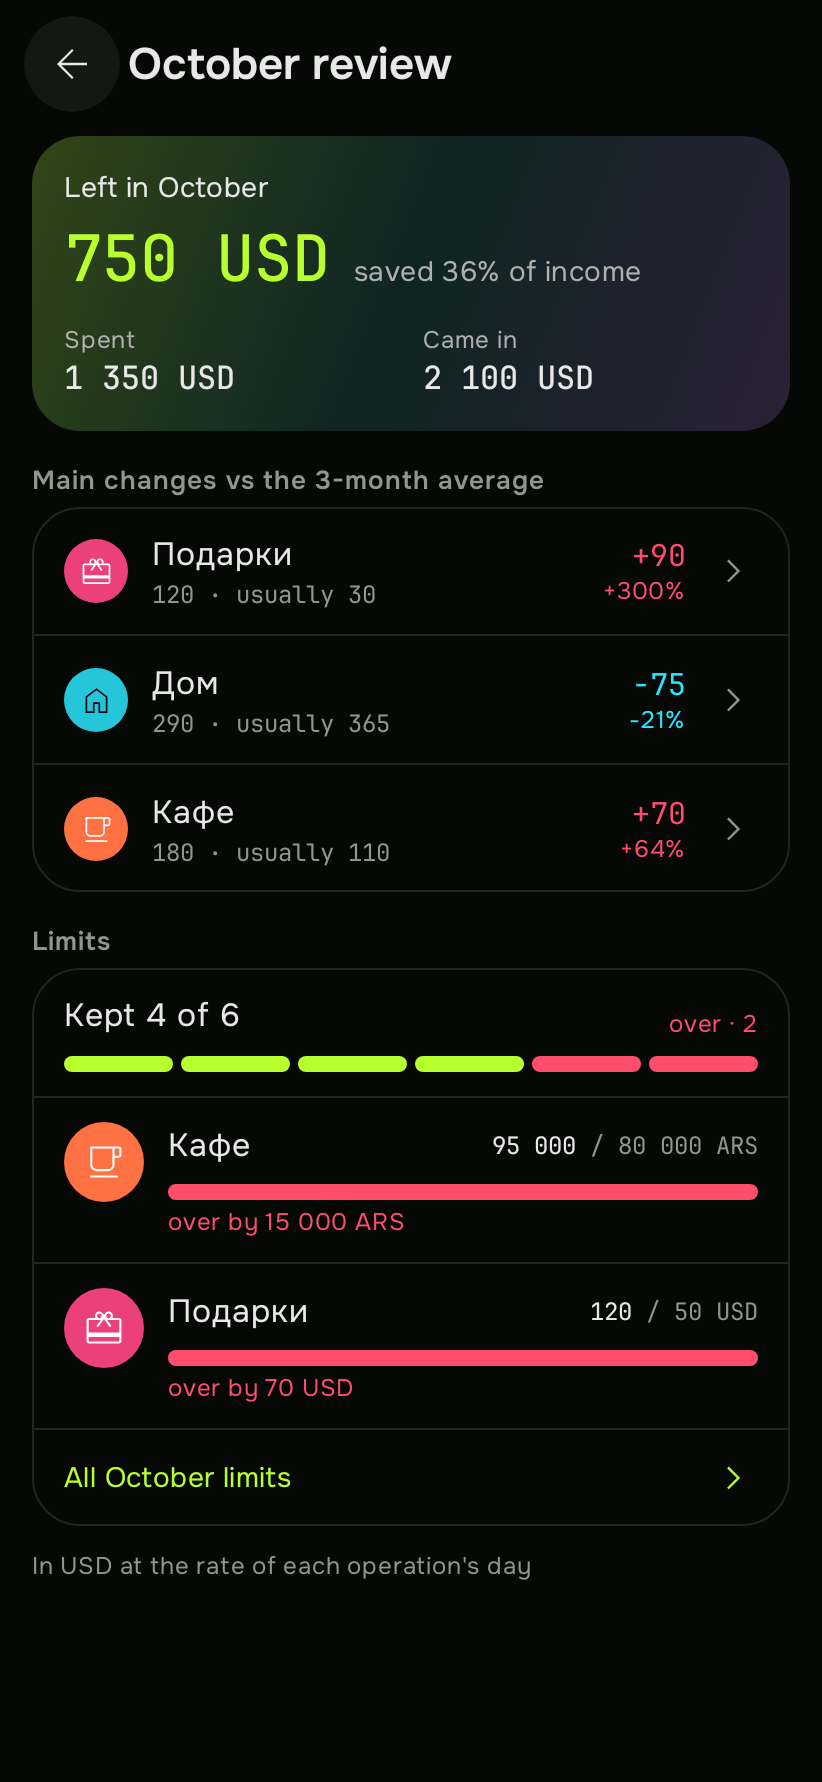 October review
Left in October
750 USD saved 36% of income
Spent
1 350 USD
Came in
2 100 USD
Main changes vs the 3-month average
Подарки
120 · usually 30
+90
+300%
Дом
290 · usually 365
-75
-21%
Кафе
180 · usually 110
+70
+64%
Limits
Kept 4 of 6
over · 2
Кафе
95 000 / 80 000 ARS
over by 15 000 ARS
Подарки
120 / 50 USD
over by 70 USD
All October limits
In USD at the rate of each operation's day